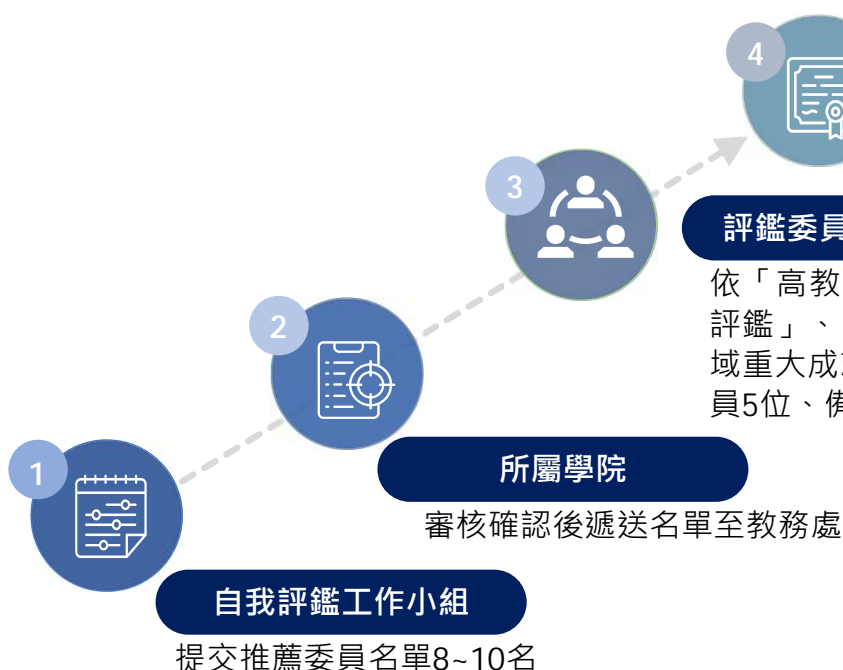 4
3
評鑑委員
依「高教
評鑑」、
域重大成
員5位、備
2
所屬學院
審核確認後遞送名單至教務處
1
自我評鑑工作小組
提交推薦委員名單8~10名